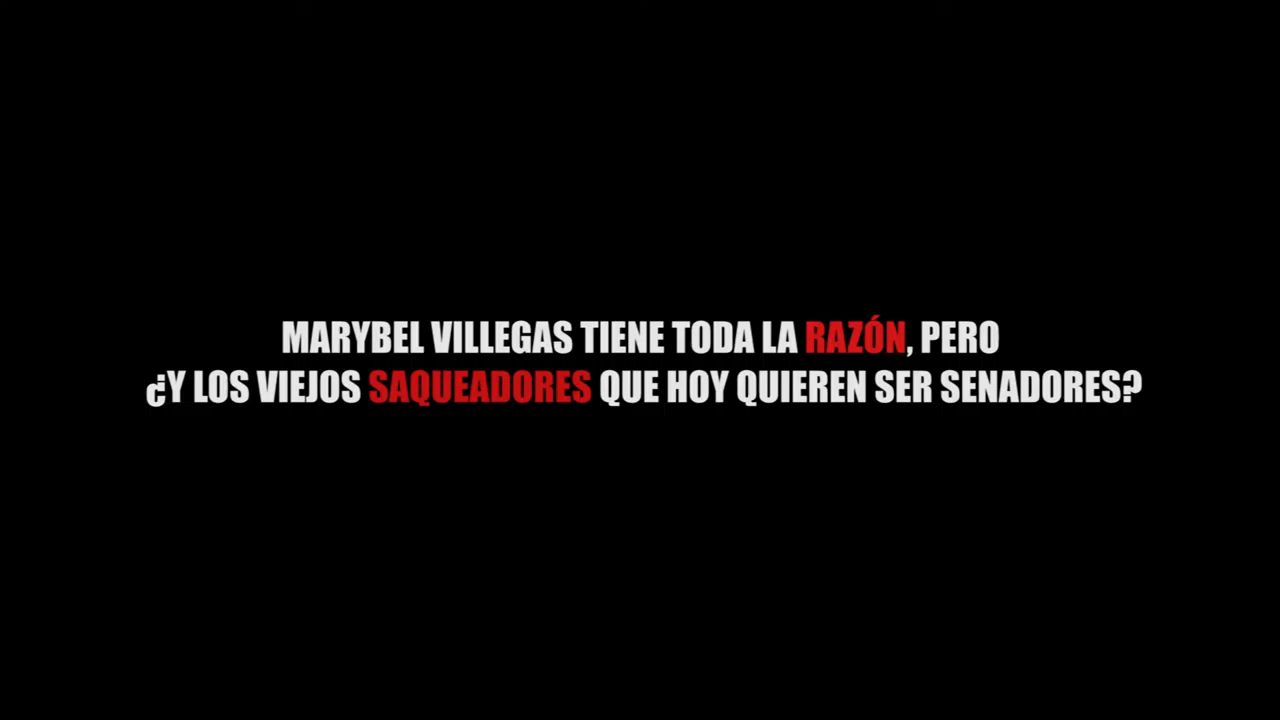 MARYBEL VILLEGAS TIENE TODA LA RAZÓN, PERO
¿Y LOS VIEJOS SAQUEADORES QUE HOY QUIEREN SER SENADORES?